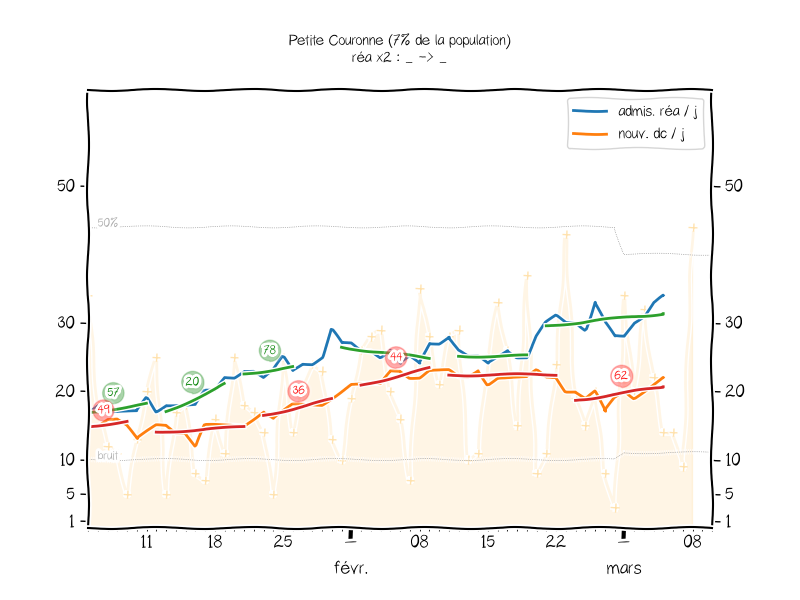 Petite Couronne (7% de la population)
réa x2 : _ -> _
admis. réa / j
nouv. dc / j
50 50
50%
30 30
78
44
20 62
57 36
20 20
49
bruit
10 10
5 5
1 1
11 18 25 1 08 15 22 1 08
févr. mars